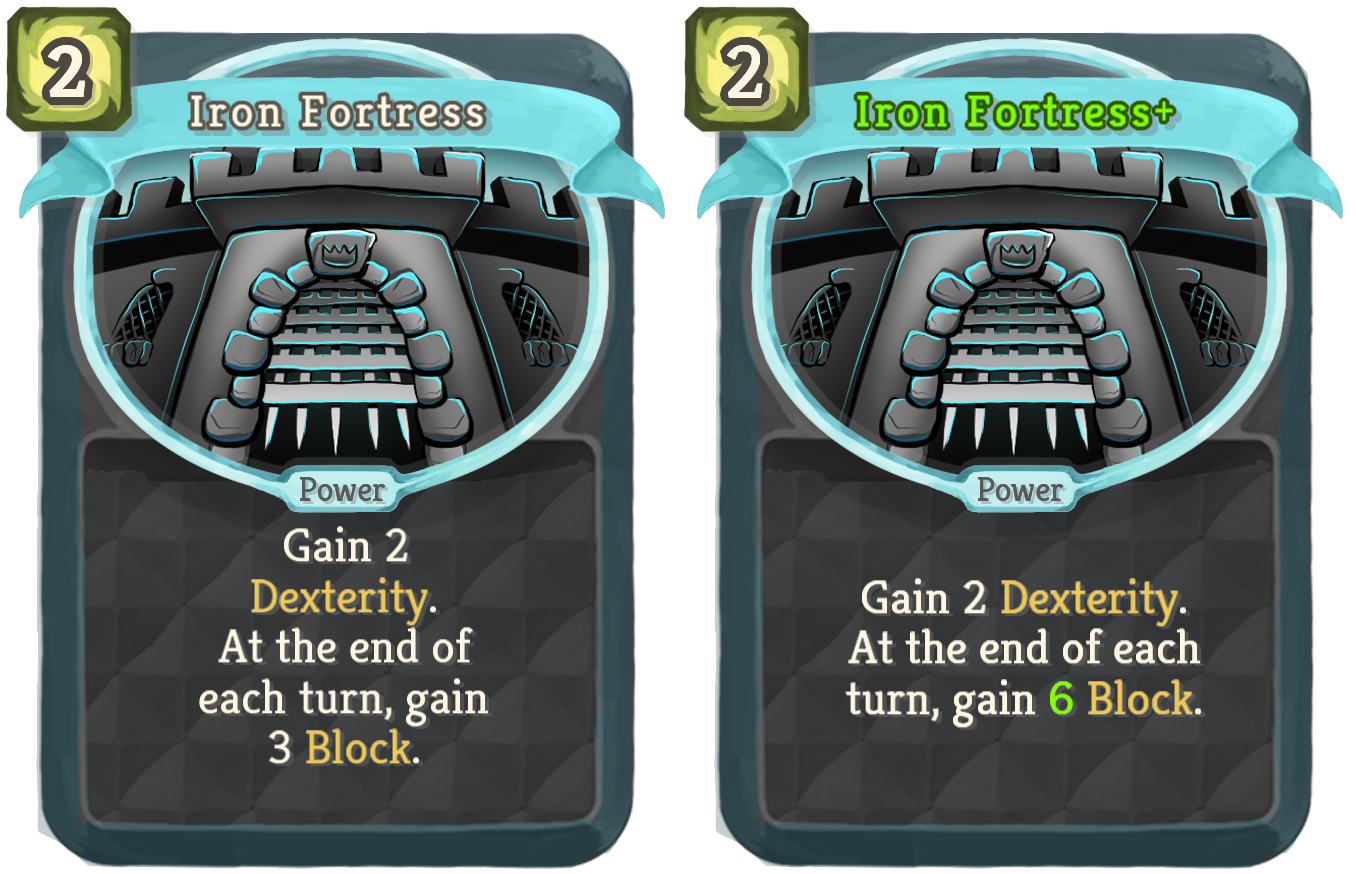 2
Iron Fortress
Power
Gain 2
Dexterity.
At the end of
each turn, gain
3 Block.
2
Iron Fortress+
Power
Gain 2 Dexterity.
At the end of each
turn, gain 6 Block.